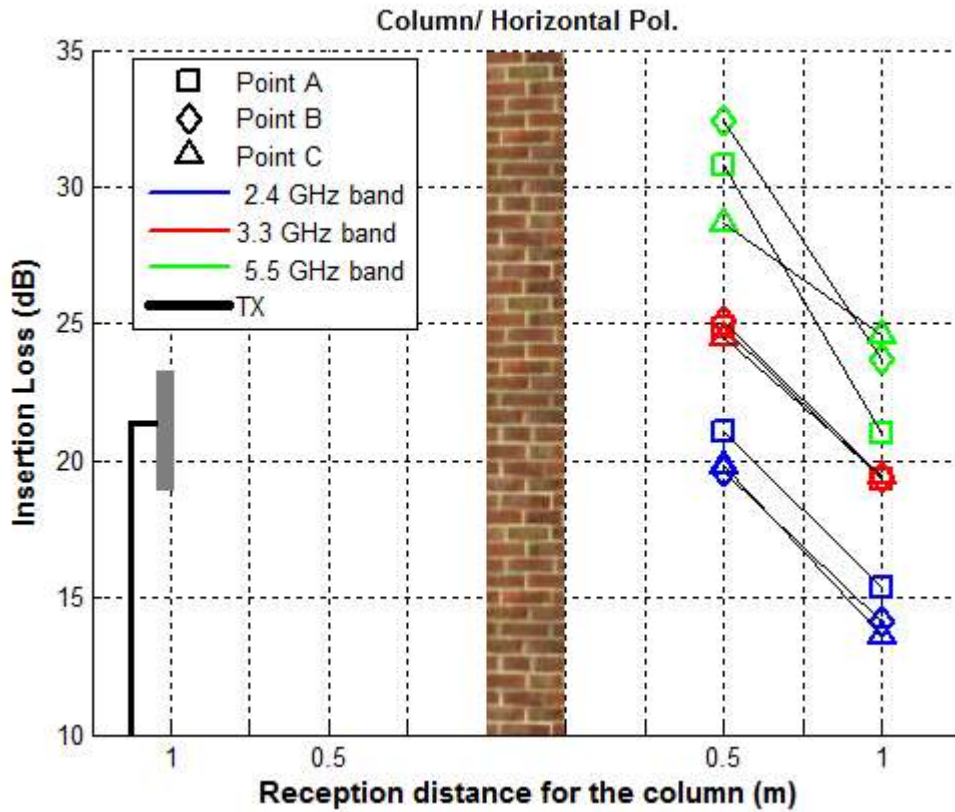 Column/ Horizontal Pol.
35
30
25
20
15
10
Insertion Loss (dB)
Point A
Point B
Point C
2.4 GHz band
3.3 GHz band
5.5 GHz band
TX
1
0.5
0.5
1
Reception distance for the column (m)